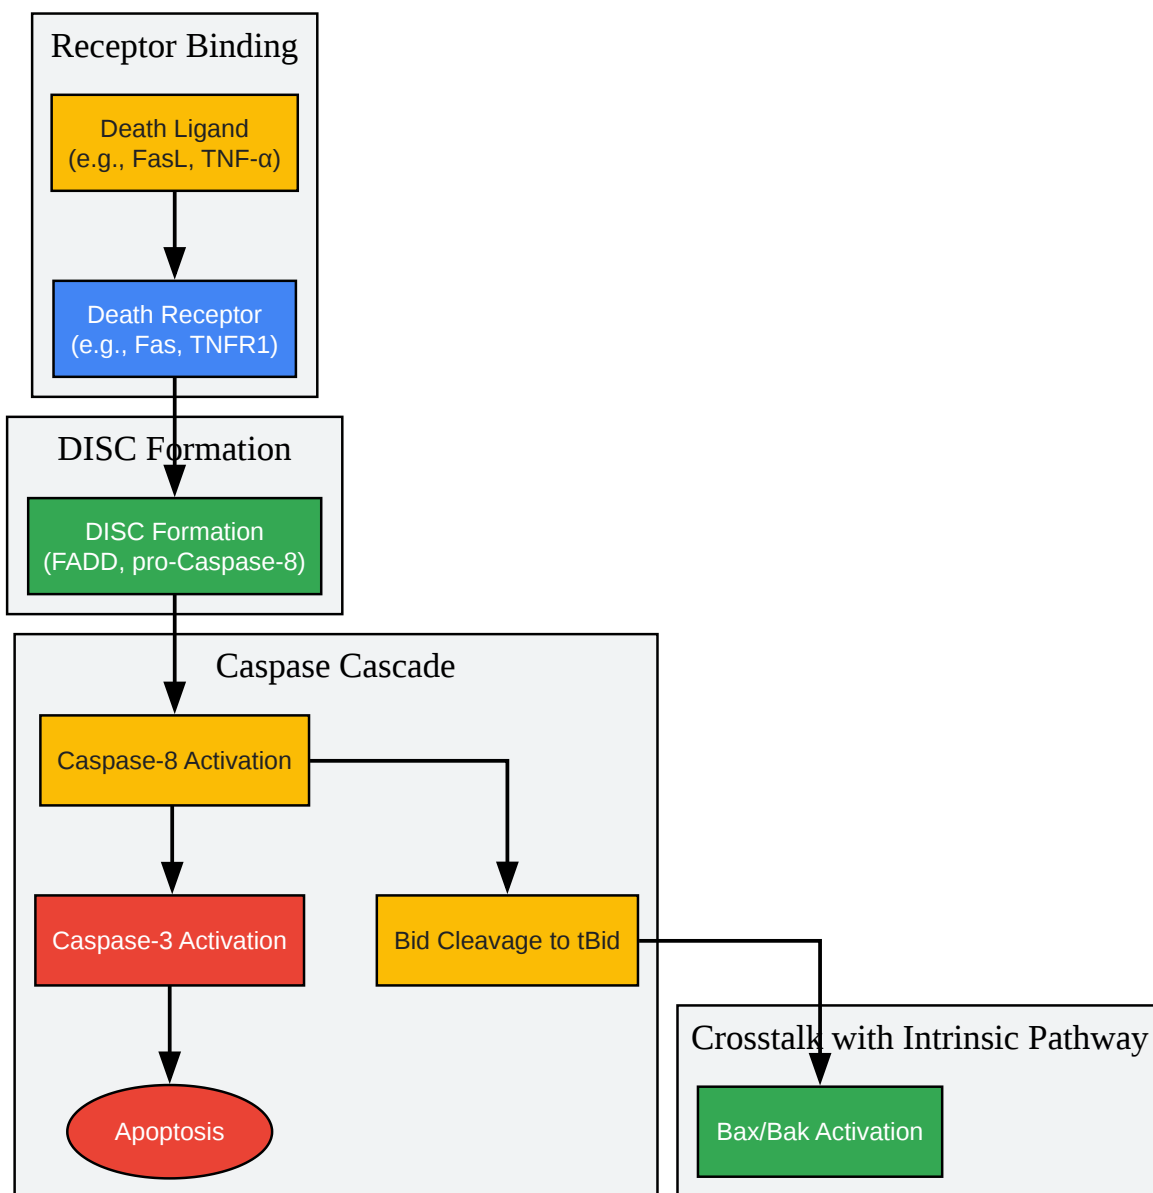 Receptor Binding
Death Ligand
(e.g., FasL, TNF-α)
Death Receptor
(e.g., Fas, TNFR1)
DISC Formation
DISC Formation
(FADD, pro-Caspase-8)
Caspase Cascade
Caspase-8 Activation
Caspase-3 Activation
Bid Cleavage to tBid
Crosstalk with Intrinsic Pathway
Apoptosis
Bax/Bak Activation